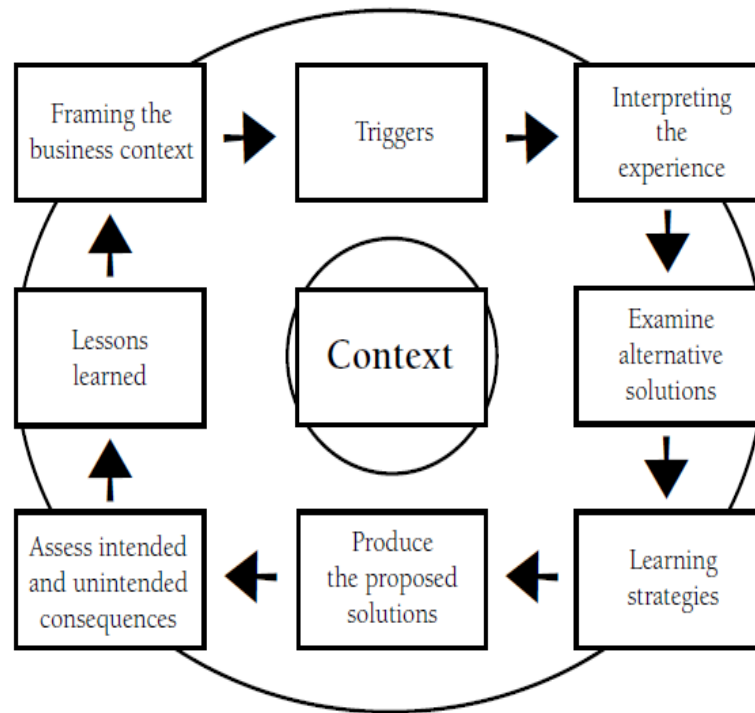 Framing the
business context
Triggers
Interpreting
the
experience
Lessons
learned
Context
Examine
alternative
solutions
Assess intended
and unintended
consequences
Produce
the proposed
solutions
Learning
strategies